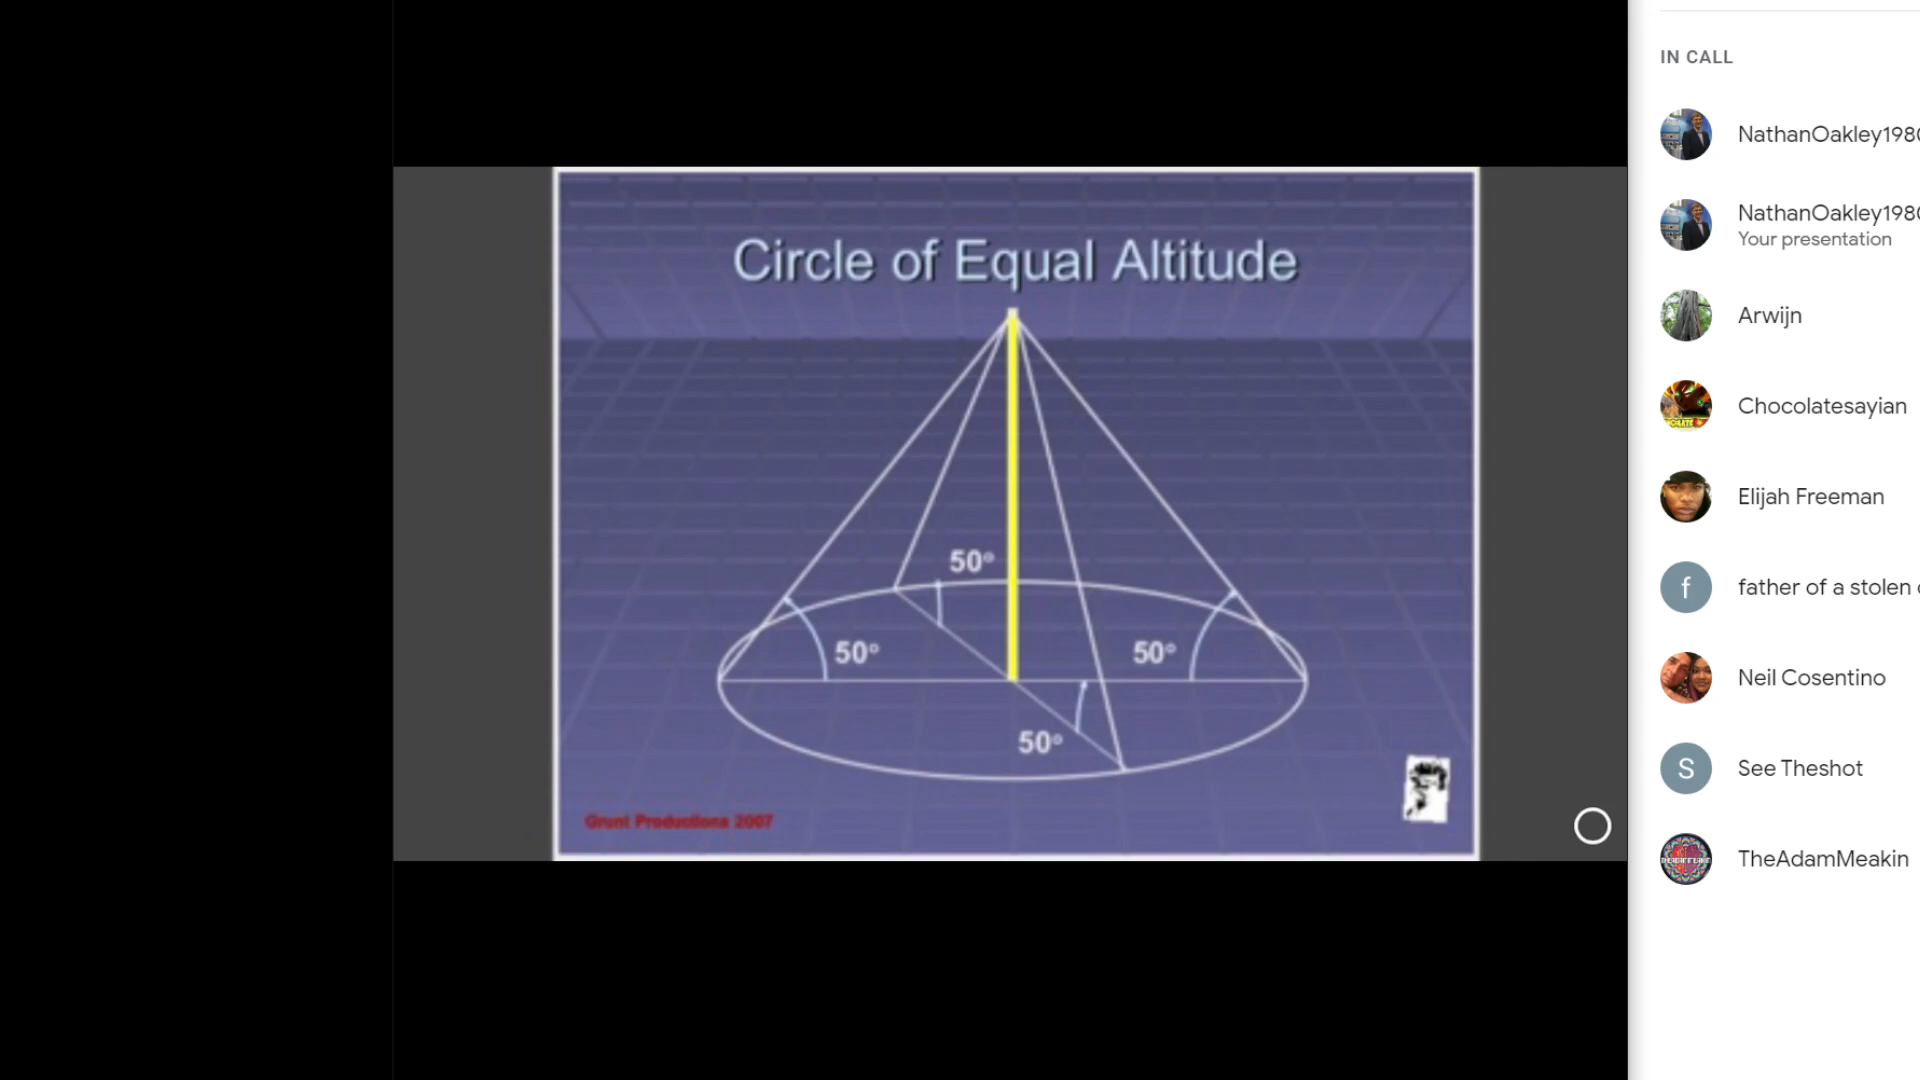 Circle of Equal Altitude
50°
50°
50°
50°
Grunt Productions 2007
IN CALL
NathanOakley198
NathanOakley198
Your presentation
Arwijn
Chocolatesayian
Elijah Freeman
f
father of a stolen
Neil Cosentino
S
See Theshot
TheAdamMeakin